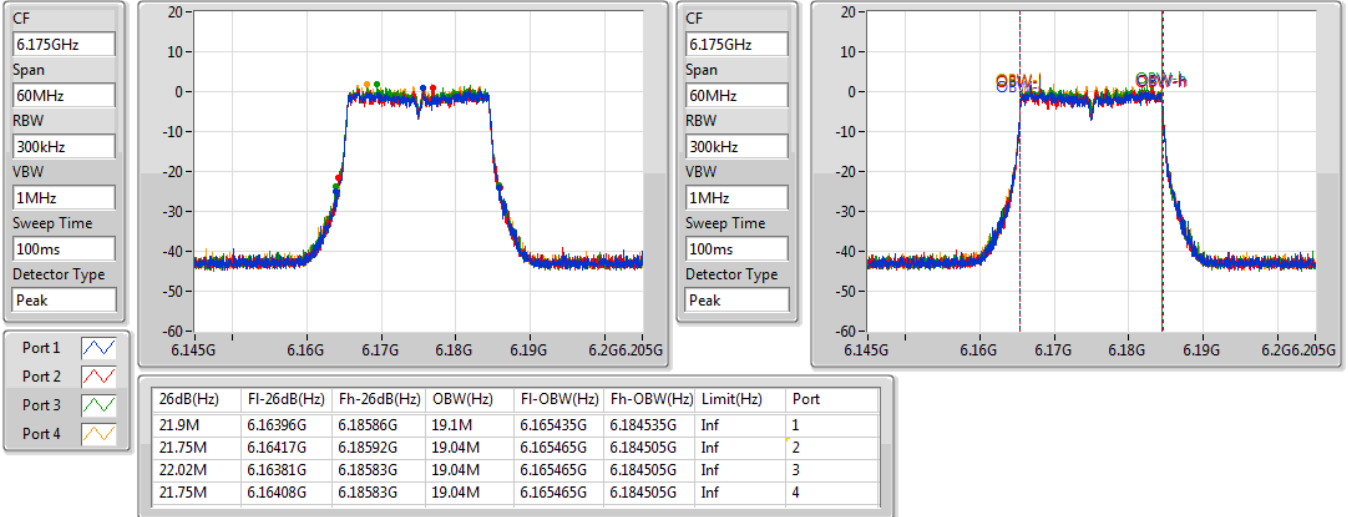 CF
6.175GHz
Span
60MHz
RBW
300kHz
VBW
1MHz
Sweep Time
100ms
Detector Type
Peak
20
10
0
-10
-20
-30
-40
-50
-60
6.145G 6.16G 6.17G 6.18G 6.19G 6.2G 6.205G
CF
6.175GHz
Span
60MHz
RBW
300kHz
VBW
1MHz
Sweep Time
100ms
Detector Type
Peak
20
10
0
-10
-20
-30
-40
-50
-60
OBW-l OBW-h
6.145G 6.16G 6.17G 6.18G 6.19G 6.2G 6.205G
Port 1
Port 2
Port 3
Port 4
26dB(Hz) Fl-26dB(Hz) Fh-26dB(Hz) OBW(Hz) Fl-OBW(Hz) Fh-OBW(Hz) Limit(Hz) Port
21.9M 6.16396G 6.18586G 19.1M 6.165435G 6.184535G Inf 1
21.75M 6.16417G 6.18592G 19.04M 6.165465G 6.184505G Inf 2
22.02M 6.16381G 6.18583G 19.04M 6.165465G 6.184505G Inf 3
21.75M 6.16408G 6.18583G 19.04M 6.165465G 6.184505G Inf 4